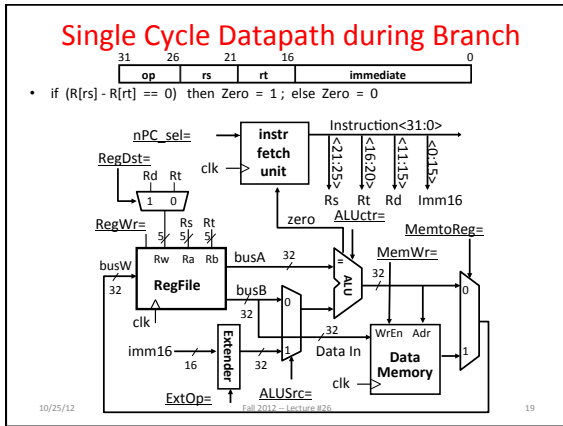 Single Cycle Datapath during Branch
31 26 21 16 0
op rs rt immediate
• if (R[rs] - R[rt] == 0) then Zero = 1 ; else Zero = 0
nPC_sel=
instr
fetch
unit
clk
Instruction<31:0>
<21:25>
<16:20>
<11:15>
<0:15>
Rs Rt Rd Imm16
RegDst=
Rd Rt
1 0
zero
ALUctr=
RegWr=
Rs Rt
5 5 5
MemtoReg=
busW
32
Rw Ra Rb
RegFile
clk
busA
32
busB
32
=
ALU
32
MemWr=
0
1
0
1
32
Data In
WrEn Adr
Data
Memory
clk
imm16
16
Extender
32
ExtOp=
ALUSrc=
10/25/12
Fall 2012 -- Lecture #26
19